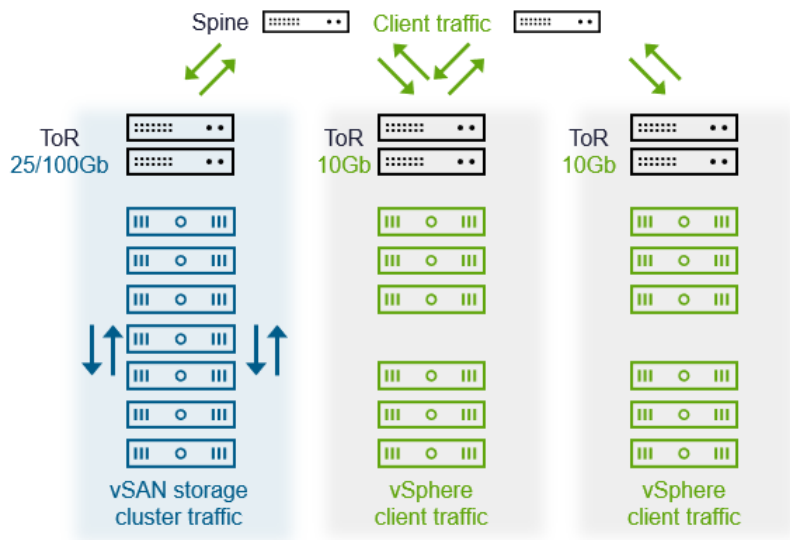 Spine
Client traffic
ToR
25/100Gb
ToR
10Gb
ToR
10Gb
vSAN storage
cluster traffic
vSphere
client traffic
vSphere
client traffic